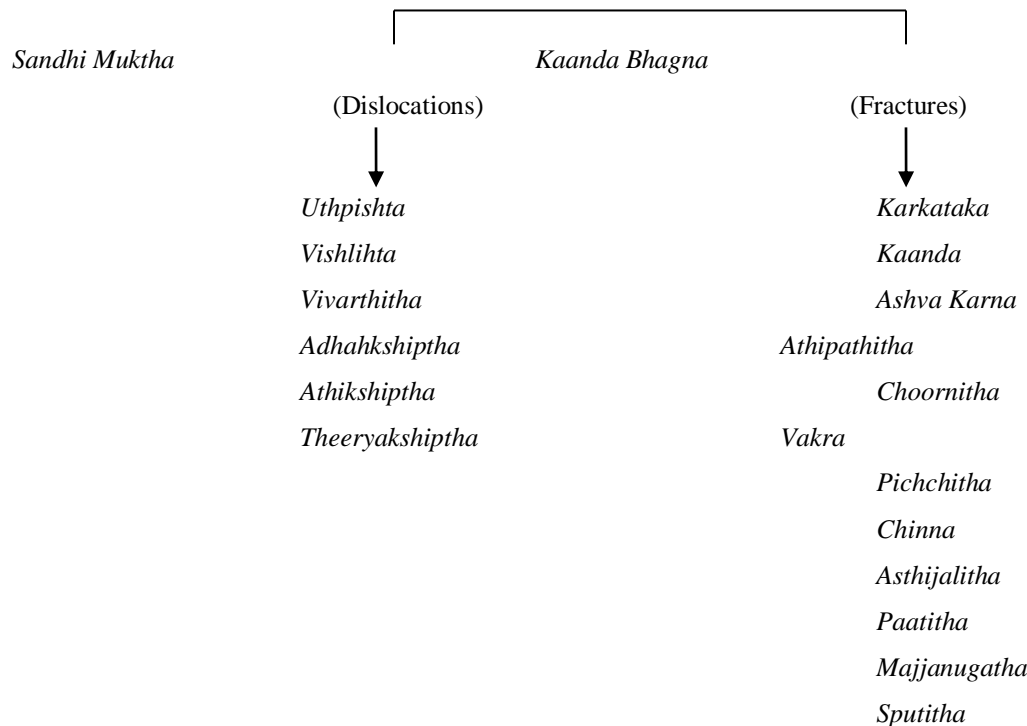 Sandhi Muktha Kaanda Bhagna
(Dislocations) (Fractures)
Uthpishta Karkataka
Vishlihta Kaanda
Vivarthitha Ashva Karna
Adhahkshiptha Athipathitha
Athikshiptha Choornitha
Theeryakshiptha Vakra
Pichchitha
Chinna
Asthijalitha
Paatitha
Majjanugatha
Sputitha